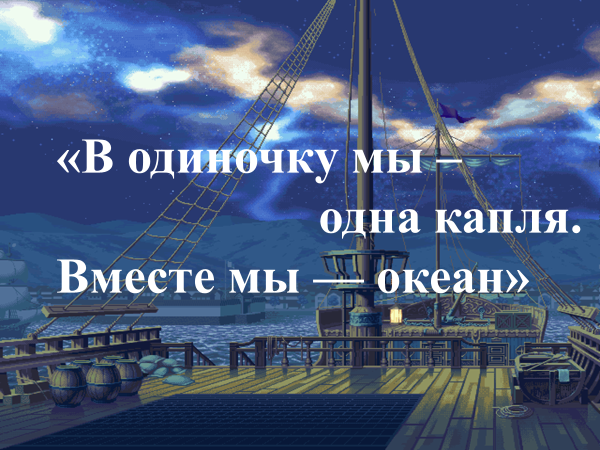 «В одиночку мы –
одна капля.
Вместе мы — океан»